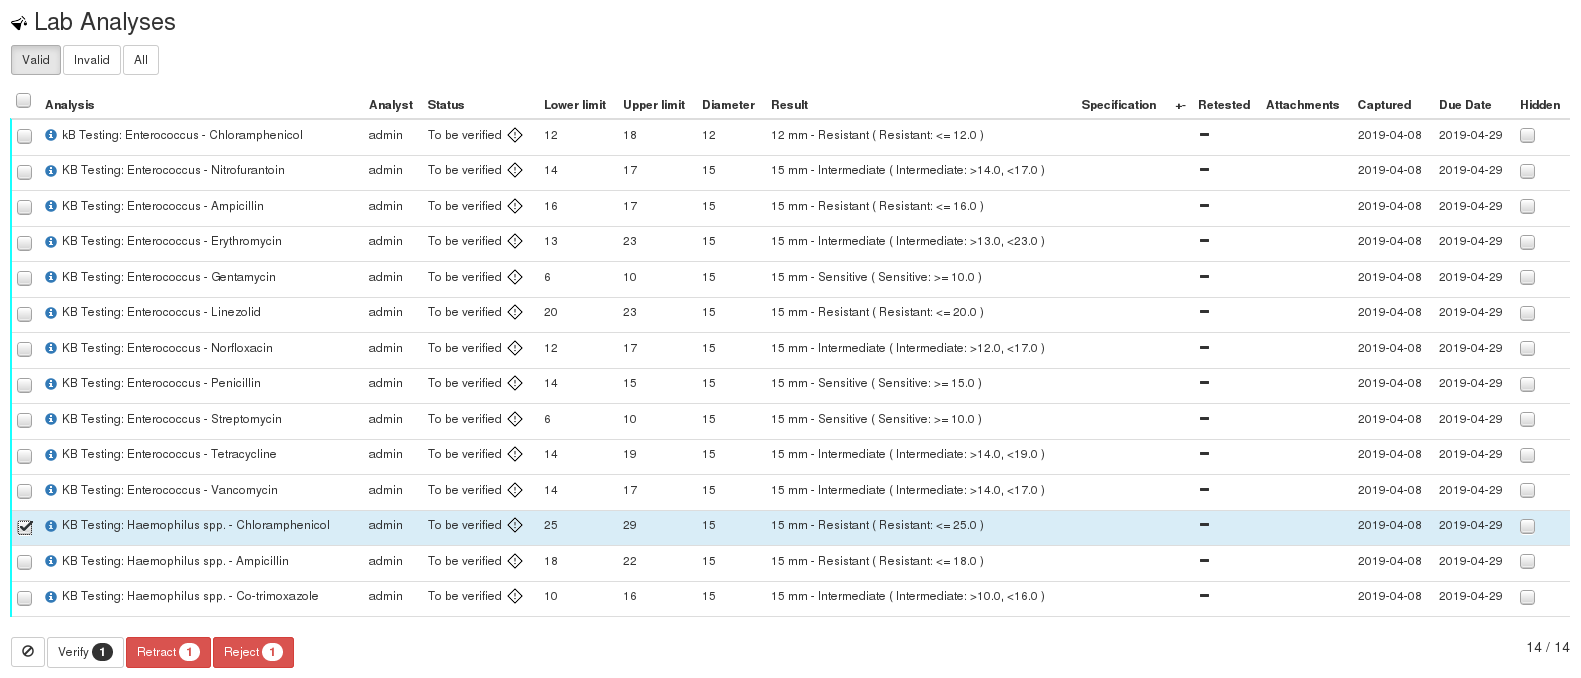 Lab Analyses
Valid Invalid All
Analysis Analyst Status Lower limit Upper limit Diameter Result Specification +- Retested Attachments Captured Due Date Hidden
kB Testing: Enterococcus - Chloramphenicol admin To be verified 12 18 12 12 mm - Resistant ( Resistant: <= 12.0 ) 2019-04-08 2019-04-29
KB Testing: Enterococcus - Nitrofurantoin admin To be verified 14 17 15 15 mm - Intermediate ( Intermediate: >14.0, <17.0 ) 2019-04-08 2019-04-29
KB Testing: Enterococcus - Ampicillin admin To be verified 16 17 15 15 mm - Resistant ( Resistant: <= 16.0 ) 2019-04-08 2019-04-29
KB Testing: Enterococcus - Erythromycin admin To be verified 13 23 15 15 mm - Intermediate ( Intermediate: >13.0, <23.0 ) 2019-04-08 2019-04-29
KB Testing: Enterococcus - Gentamycin admin To be verified 6 10 15 15 mm - Sensitive ( Sensitive: >= 10.0 ) 2019-04-08 2019-04-29
KB Testing: Enterococcus - Linezolid admin To be verified 20 23 15 15 mm - Resistant ( Resistant: <= 20.0 ) 2019-04-08 2019-04-29
KB Testing: Enterococcus - Norfloxacin admin To be verified 12 17 15 15 mm - Intermediate ( Intermediate: >12.0, <17.0 ) 2019-04-08 2019-04-29
KB Testing: Enterococcus - Penicillin admin To be verified 14 15 15 15 mm - Sensitive ( Sensitive: >= 15.0 ) 2019-04-08 2019-04-29
KB Testing: Enterococcus - Streptomycin admin To be verified 6 10 15 15 mm - Sensitive ( Sensitive: >= 10.0 ) 2019-04-08 2019-04-29
KB Testing: Enterococcus - Tetracycline admin To be verified 14 19 15 15 mm - Intermediate ( Intermediate: >14.0, <19.0 ) 2019-04-08 2019-04-29
KB Testing: Enterococcus - Vancomycin admin To be verified 14 17 15 15 mm - Intermediate ( Intermediate: >14.0, <17.0 ) 2019-04-08 2019-04-29
KB Testing: Haemophilus spp. - Chloramphenicol admin To be verified 25 29 15 15 mm - Resistant ( Resistant: <= 25.0 ) 2019-04-08 2019-04-29
KB Testing: Haemophilus spp. - Ampicillin admin To be verified 18 22 15 15 mm - Resistant ( Resistant: <= 18.0 ) 2019-04-08 2019-04-29
KB Testing: Haemophilus spp. - Co-trimoxazole admin To be verified 10 16 15 15 mm - Intermediate ( Intermediate: >10.0, <16.0 ) 2019-04-08 2019-04-29
Verify 1 Retract 1 Reject 1 14 / 14